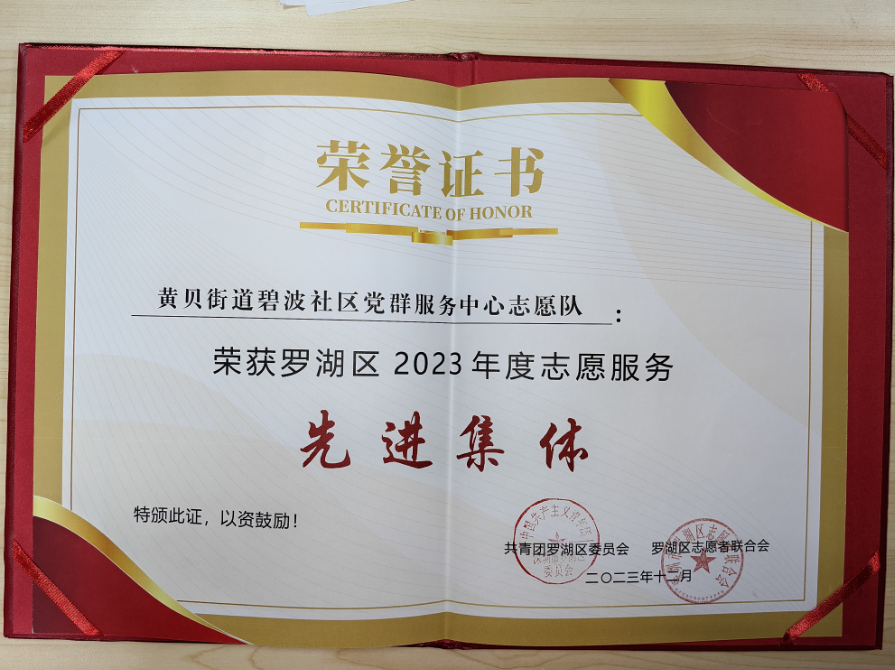 荣誉证书
CERTIFICATE OF HONOR
黄贝街道碧波社区党群服务中心志愿队：
荣获罗湖区 2023 年度志愿服务
先进集体
特颁此证，以资鼓励！
共青团罗湖区委员会 罗湖区志愿者联合会
二〇二三年十二月